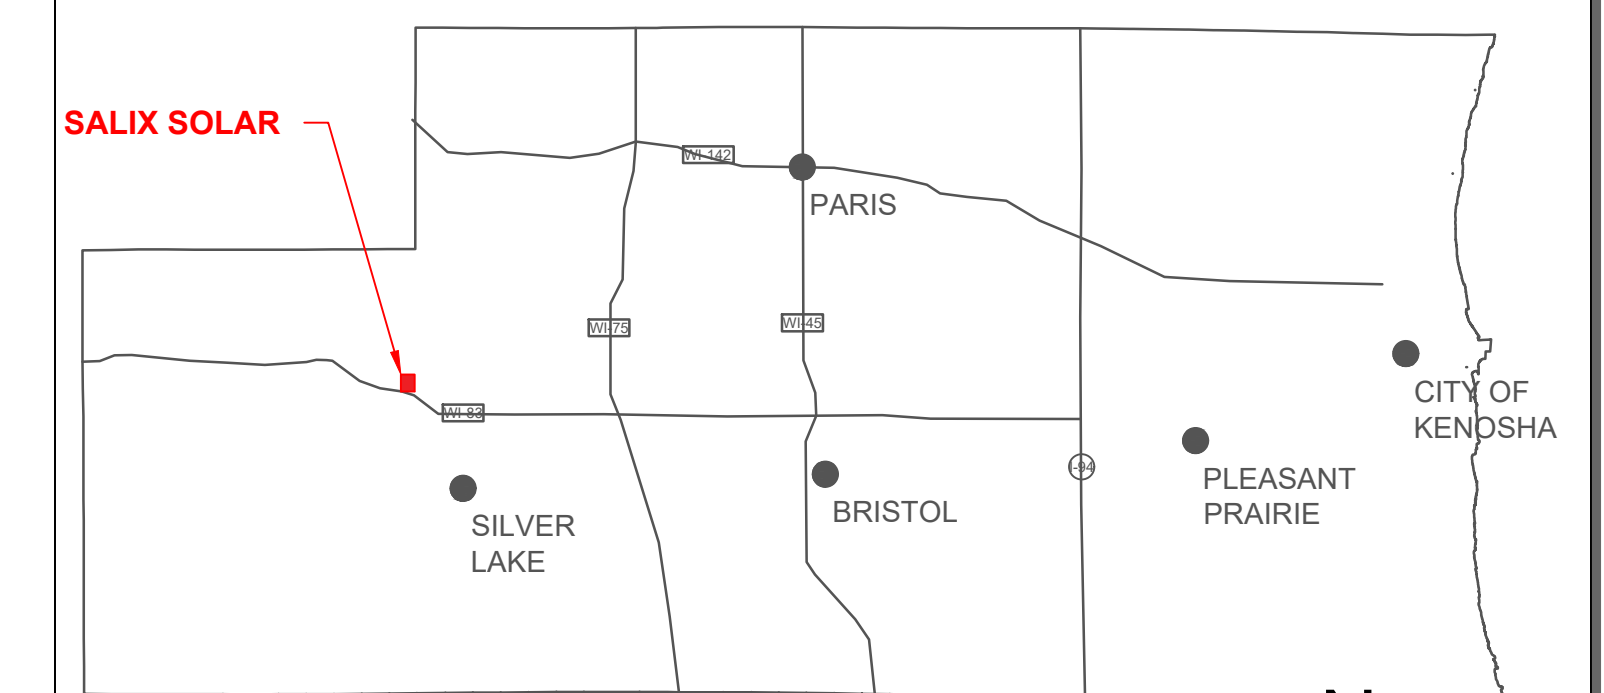 SALIX SOLAR
WI-142
PARIS
WI-75
WI-45
CITY OF
KENOSHA
WI-83
I-94
PLEASANT
PRAIRIE
BRISTOL
SILVER
LAKE